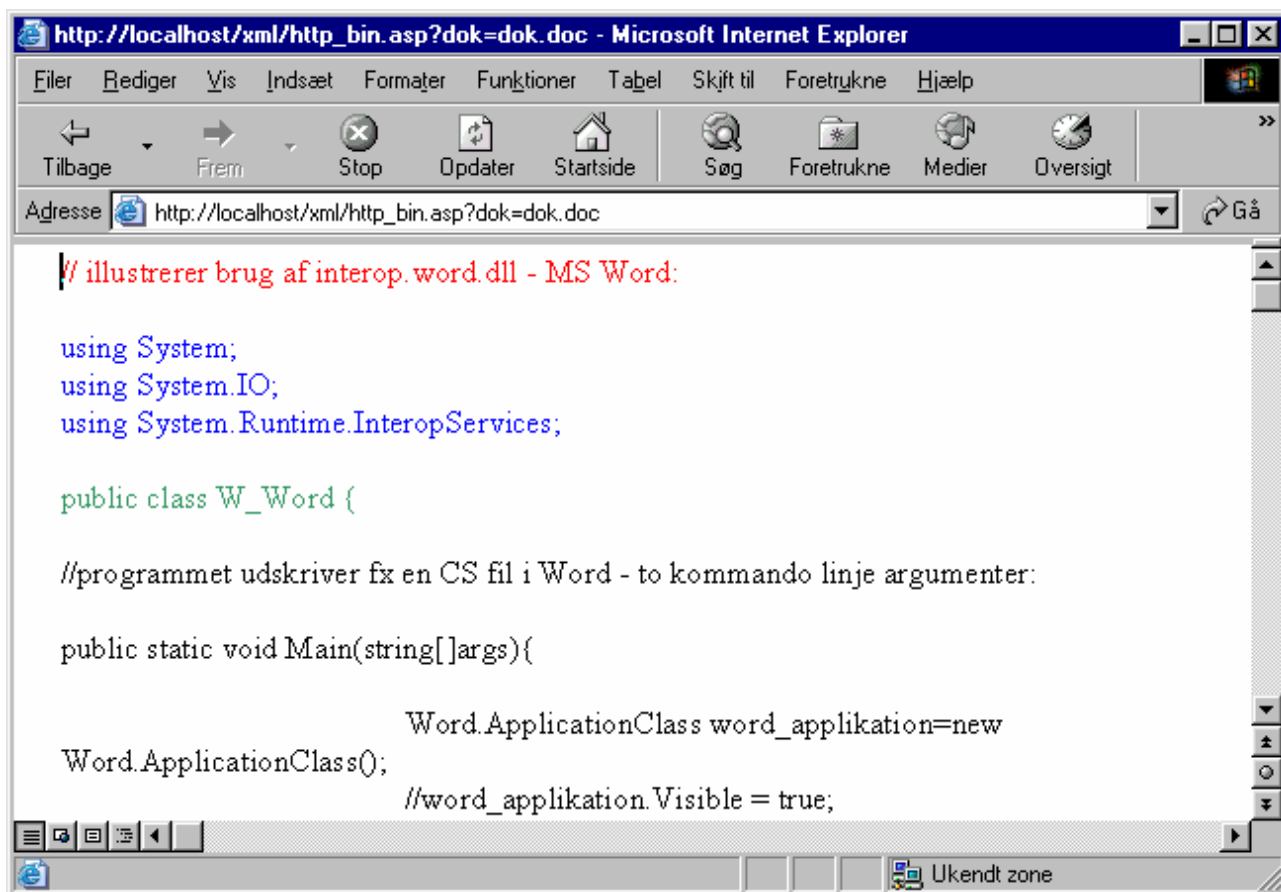 http://localhost/xml/http_bin.asp?dok=dok.doc - Microsoft Internet Explorer
Filer Rediger Vis Indsæt Formater Funktioner Tabel Skift til Foretrukne Hjælp
Tilbage Frem Stop Opdater Startside Søg Foretrukne Medier Oversigt
Adresse http://localhost/xml/http_bin.asp?dok=dok.doc Gå
// illustrerer brug af interop.word.dll - MS Word:
using System;
using System.IO;
using System.Runtime.InteropServices;
public class W_Word {
//programmet udskriver fx en CS fil i Word - to kommando linje argumenter:
public static void Main(string[]args){
Word.ApplicationClass word_applikation=new
Word.ApplicationClass();
//word_applikation.Visible = true;
Ukendt zone